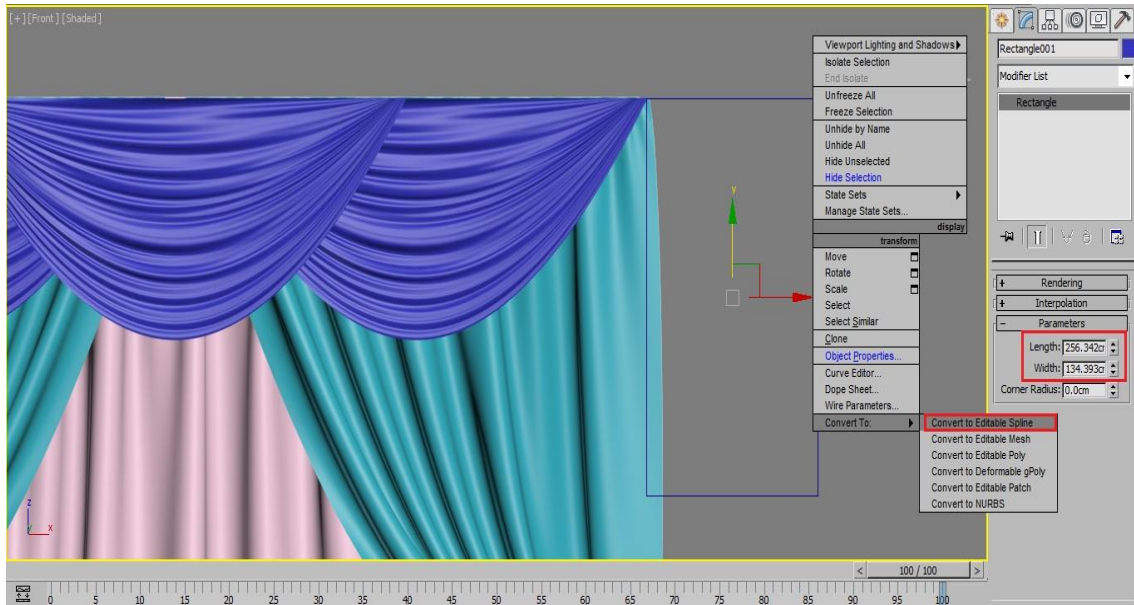 [+][Front][Shaded]
Viewport Lighting and Shadows
Isolate Selection
End Isolate
Unfreeze All
Freeze Selection
Unhide by Name
Unhide All
Hide Unselected
Hide Selection
State Sets
Manage State Sets...
display
transform
Move
Rotate
Scale
Select
Select Similar
Clone
Object Properties...
Curve Editor...
Dope Sheet...
Wire Parameters...
Convert To:
Convert to Editable Spline
Convert to Editable Mesh
Convert to Editable Poly
Convert to Deformable gPoly
Convert to Editable Patch
Convert to NURBS
Rectangle001
Modifier List
Rectangle
+ Rendering
+ Interpolation
- Parameters
Length: 256.342cr
Width: 134.393cr
Corner Radius: 0.0cm
y
z
y x
< 100 / 100 >
0 5 10 15 20 25 30 35 40 45 50 55 60 65 70 75 80 85 90 95 100